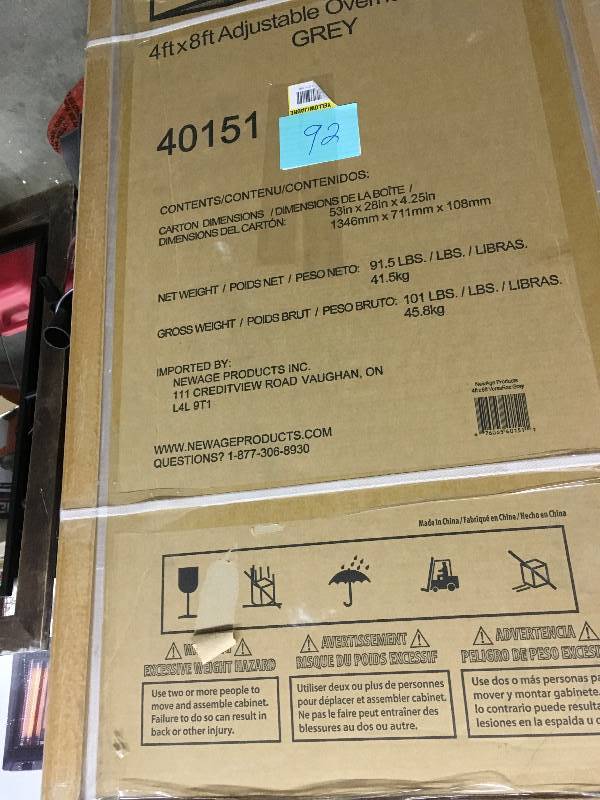 4ft x 8ft Adjustable
GREY
YELLOWJACKET
40151
92
CONTENTS/CONTENU/CONTENIDOS:
CARTON DIMENSIONS / DIMENSIONS DE LA BOÎTE /
DIMENSIONS DEL CARTÓN:
53in x 28in x 4.25in
1346mm x 711mm x 108mm
NET WEIGHT / POIDS NET / PESO NETO: 91.5 LBS. / LBS. / LIBRAS.
41.5kg
GROSS WEIGHT / POIDS BRUT / PESO BRUTO: 101 LBS. / LBS. / LIBRAS.
45.8kg
IMPORTED BY:
NEWAGE PRODUCTS INC.
111 CREDITVIEW ROAD VAUGHAN, ON
L4L 9T1
NewAge Products
WWW.NEWAGEPRODUCTS.COM
QUESTIONS? 1-877-306-8930
Made in China / Fabriqué en Chine / Hecho en China
EXCESSIVE WEIGHT HAZARD
Use two or more people to
move and assemble cabinet.
Failure to do so can result in
back or other injury.
AVERTISSEMENT
RISQUE DU POIDS EXCESSIF
Utiliser deux ou plus de personnes
pour déplacer et assembler cabinet.
Ne pas le faire peut entraîner des
blessures au dos ou autre.
ADVERTENCIA
PELIGRO DE PESO
Use dos o más personas
mover y montar gabinete.
lo contrario puede
lesiones en la espalda u